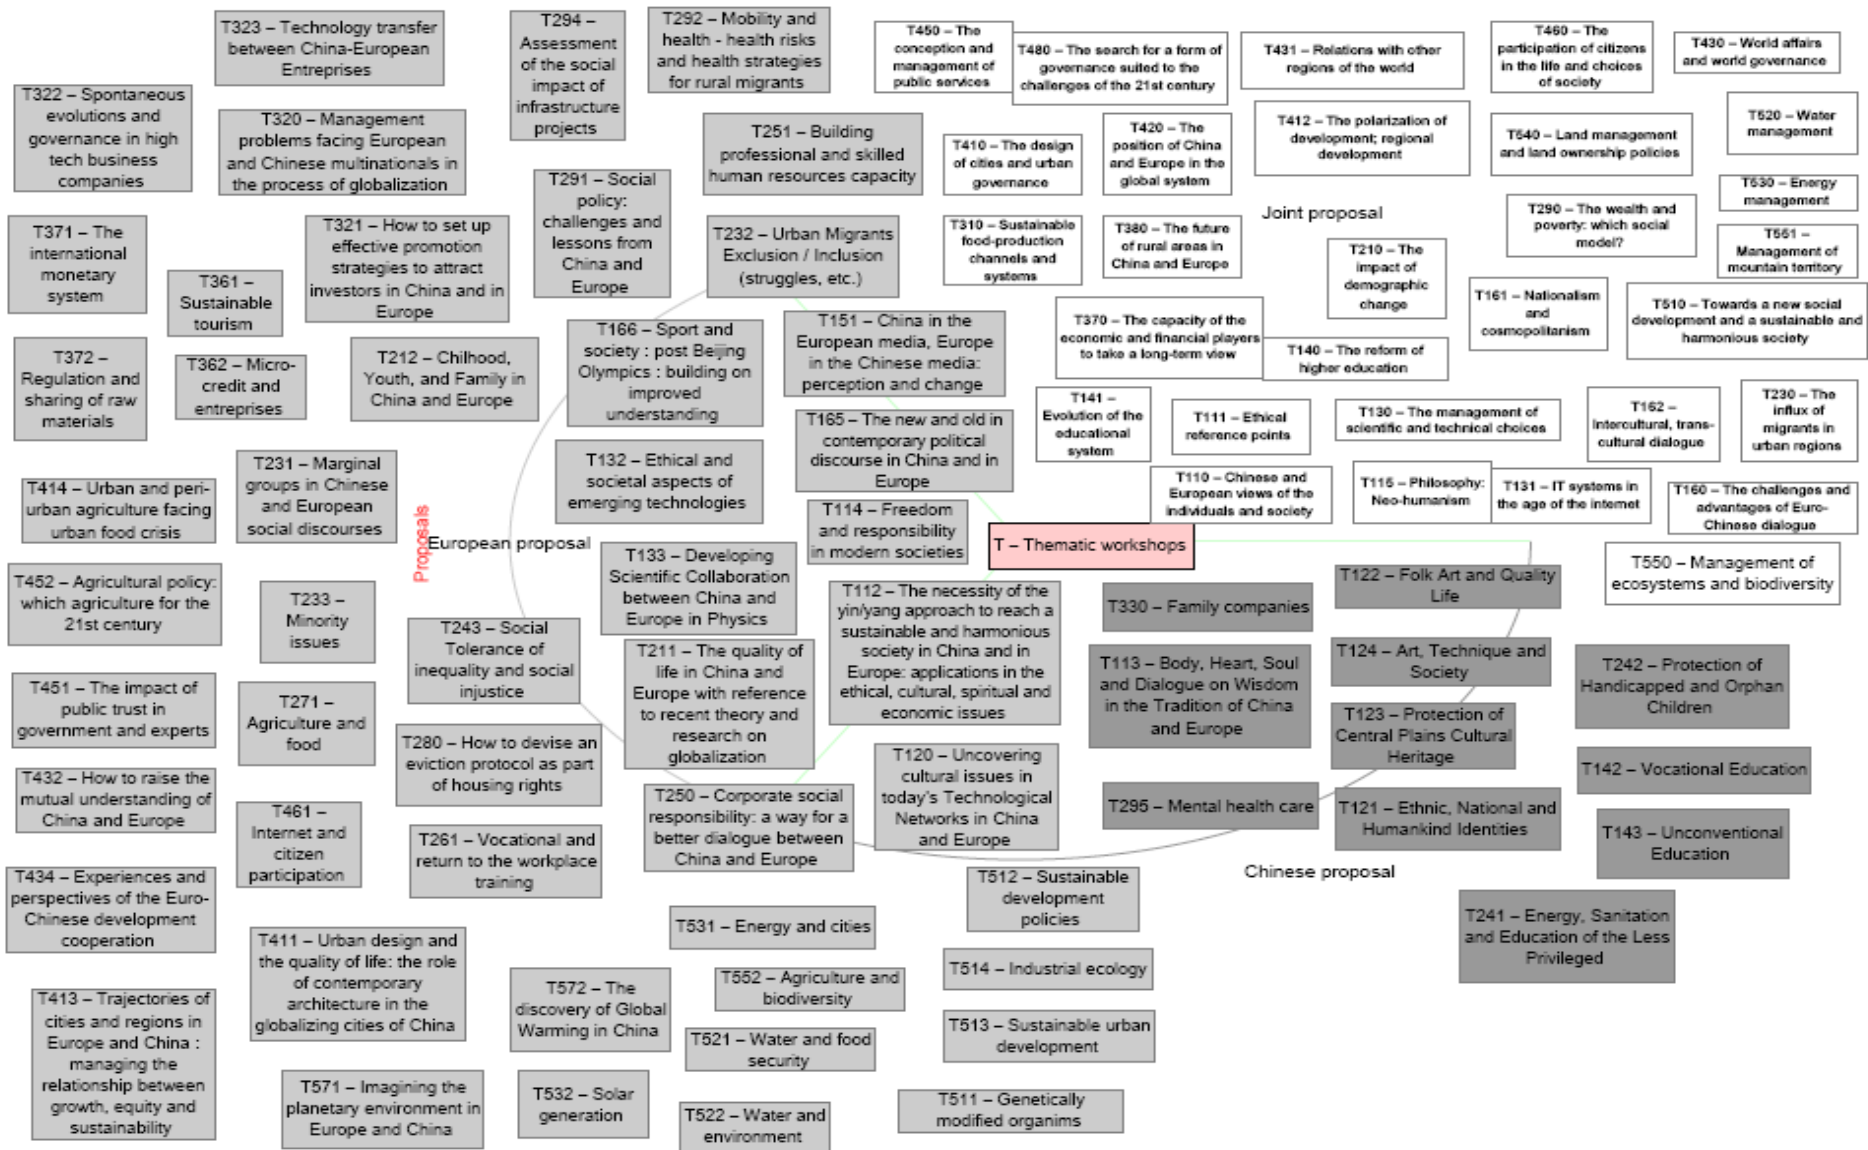 T323 – Technology transfer
between China-European
Entreprises
T294 –
Assessment
of the social
impact of
infrastructure
projects
T292 – Mobility and
health - health risks
and health strategies
for rural migrants
T450 – The
conception and
management of
public services
T480 – The search for a form of
governance suited to the
challenges of the 21st century
T431 – Relations with other
regions of the world
T460 – The
participation of citizens
in the life and choices
of society
T430 – World affairs
and world governance
T322 – Spontaneous
evolutions and
governance in high
tech business
companies
T320 – Management
problems facing European
and Chinese multinationals in
the process of globalization
T251 – Building
professional and skilled
human resources capacity
T410 – The design
of cities and urban
governance
T420 – The
position of China
and Europe in the
global system
T412 – The polarization of
development; regional
development
T540 – Land management
and land ownership policies
T520 – Water
management
T291 – Social
policy:
challenges and
lessons from
China and
Europe
T530 – Energy
management
T371 – The
international
monetary
system
T321 – How to set up
effective promotion
strategies to attract
investors in China and in
Europe
T232 – Urban Migrants
Exclusion / Inclusion
(struggles, etc.)
T310 – Sustainable
food-production
channels and
systems
T380 – The future
of rural areas in
China and Europe
Joint proposal
T290 – The wealth and
poverty: which social
model?
T551 –
Management of
mountain territory
T210 – The
impact of
demographic
change
T361 –
Sustainable
tourism
T161 – Nationalism
and
cosmopolitanism
T510 – Towards a new social
development and a sustainable and
harmonious society
T166 – Sport and
society : post Beijing
Olympics : building on
improved
understanding
T151 – China in the
European media, Europe
in the Chinese media:
perception and change
T370 – The capacity of the
economic and financial players
to take a long-term view
T140 – The reform of
higher education
T372 –
Regulation and
sharing of raw
materials
T362 – Micro-
credit and
entreprises
T212 – Chilhood,
Youth, and Family in
China and Europe
T141 –
Evolution of the
educational
system
T111 – Ethical
reference points
T130 – The management of
scientific and technical choices
T162 –
Intercultural, trans-
cultural dialogue
T230 – The
influx of
migrants in
urban regions
T165 – The new and old in
contemporary political
discourse in China and in
Europe
T132 – Ethical and
societal aspects of
emerging technologies
T231 – Marginal
groups in Chinese
and European
social discourses
T414 – Urban and peri-
urban agriculture facing
urban food crisis
T110 – Chinese and
European views of the
individuals and society
T115 – Philosophy:
Neo-humanism
T131 – IT systems in
the age of the internet
T160 – The challenges and
advantages of Euro-
Chinese dialogue
T114 – Freedom
and responsibility
in modern societies
Proposals
European proposal
T – Thematic workshops
T133 – Developing
Scientific Collaboration
between China and
Europe in Physics
T550 – Management of
ecosystems and biodiversity
T452 – Agricultural policy:
which agriculture for the
21st century
T233 –
Minority
issues
T112 – The necessity of the
yin/yang approach to reach a
sustainable and harmonious
society in China and in
Europe: applications in the
ethical, cultural, spiritual and
economic issues
T330 – Family companies
T122 – Folk Art and Quality
Life
T243 – Social
Tolerance of
inequality and social
injustice
T211 – The quality of
life in China and
Europe with reference
to recent theory and
research on
globalization
T113 – Body, Heart, Soul
and Dialogue on Wisdom
in the Tradition of China
and Europe
T124 – Art, Technique and
Society
T242 – Protection of
Handicapped and Orphan
Children
T451 – The impact of
public trust in
government and experts
T271 –
Agriculture and
food
T123 – Protection of
Central Plains Cultural
Heritage
T280 – How to devise an
eviction protocol as part
of housing rights
T120 – Uncovering
cultural issues in
today's Technological
Networks in China
and Europe
T142 – Vocational Education
T432 – How to raise the
mutual understanding of
China and Europe
T250 – Corporate social
responsibility: a way for a
better dialogue between
China and Europe
T295 – Mental health care
T121 – Ethnic, National and
Humankind Identities
T461 –
Internet and
citizen
participation
T261 – Vocational and
return to the workplace
training
T143 – Unconventional
Education
Chinese proposal
T434 – Experiences and
perspectives of the Euro-
Chinese development
cooperation
T512 – Sustainable
development
policies
T241 – Energy, Sanitation
and Education of the Less
Privileged
T531 – Energy and cities
T411 – Urban design and
the quality of life: the role
of contemporary
architecture in the
globalizing cities of China
T514 – Industrial ecology
T572 – The
discovery of Global
Warming in China
T552 – Agriculture and
biodiversity
T413 – Trajectories of
cities and regions in
Europe and China :
managing the
relationship between
growth, equity and
sustainability
T513 – Sustainable urban
development
T521 – Water and food
security
T571 – Imagining the
planetary environment in
Europe and China
T532 – Solar
generation
T511 – Genetically
modified organims
T522 – Water and
environment